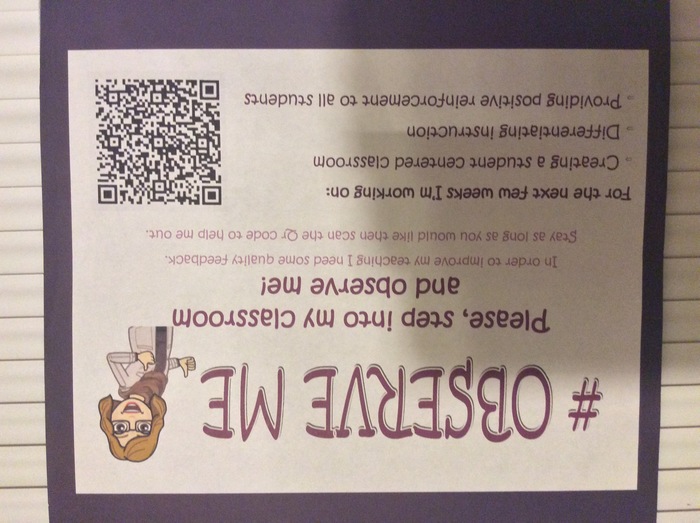 # OBSERVE ME
Please, step into my Classroom
and observe me!
In order to improve my teaching I need some quality feedback.
Stay as long as you would like then scan the Qr code to help me out.
For the next few weeks I'm working on:
- Creating a student centered classroom
- Differentiating instruction
- Providing positive reinforcement to all students